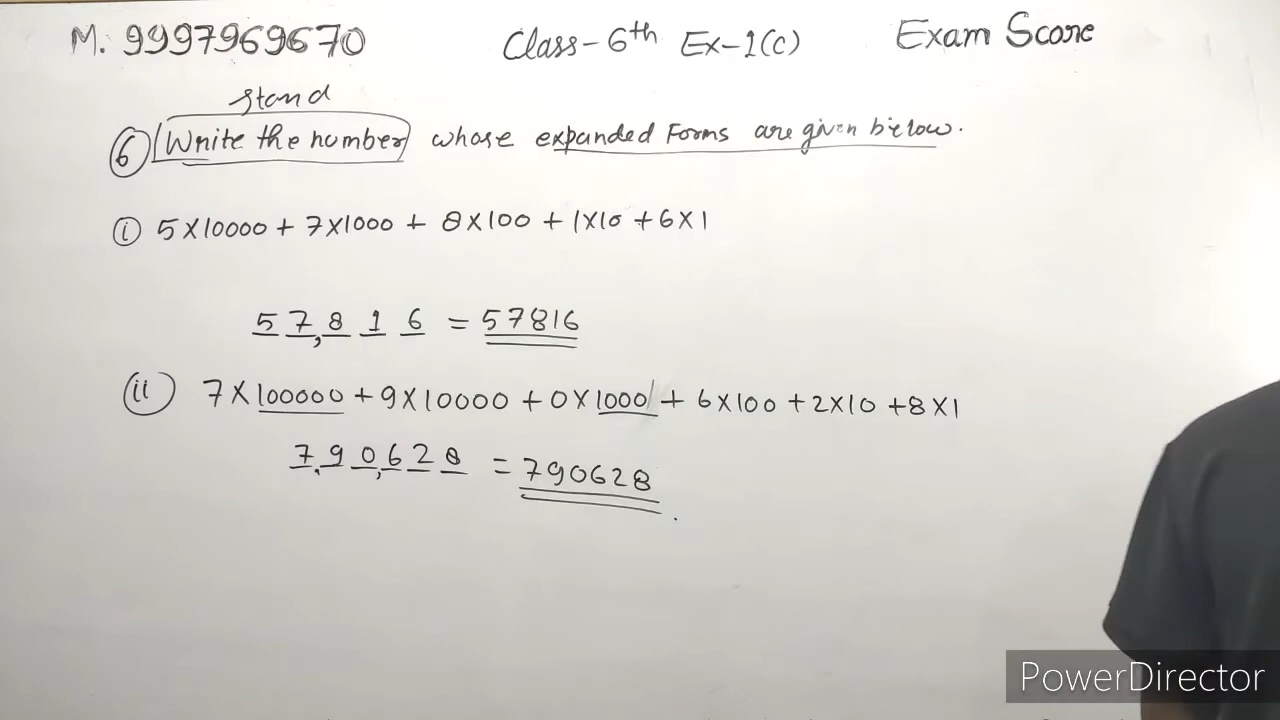 M. 9997969670 Class-6th Ex-1(c) Exam Score
stand
6 Write the number whose expanded Forms are given below.
i 5×10000 + 7×1000 + 8×100 + 1×10 + 6×1
5 7,8 1 6 = 57816
ii 7×100000 + 9×10000 + 0×1000 + 6×100 + 2×10 + 8×1
7,9 0,6 2 8 = 790628
PowerDirector